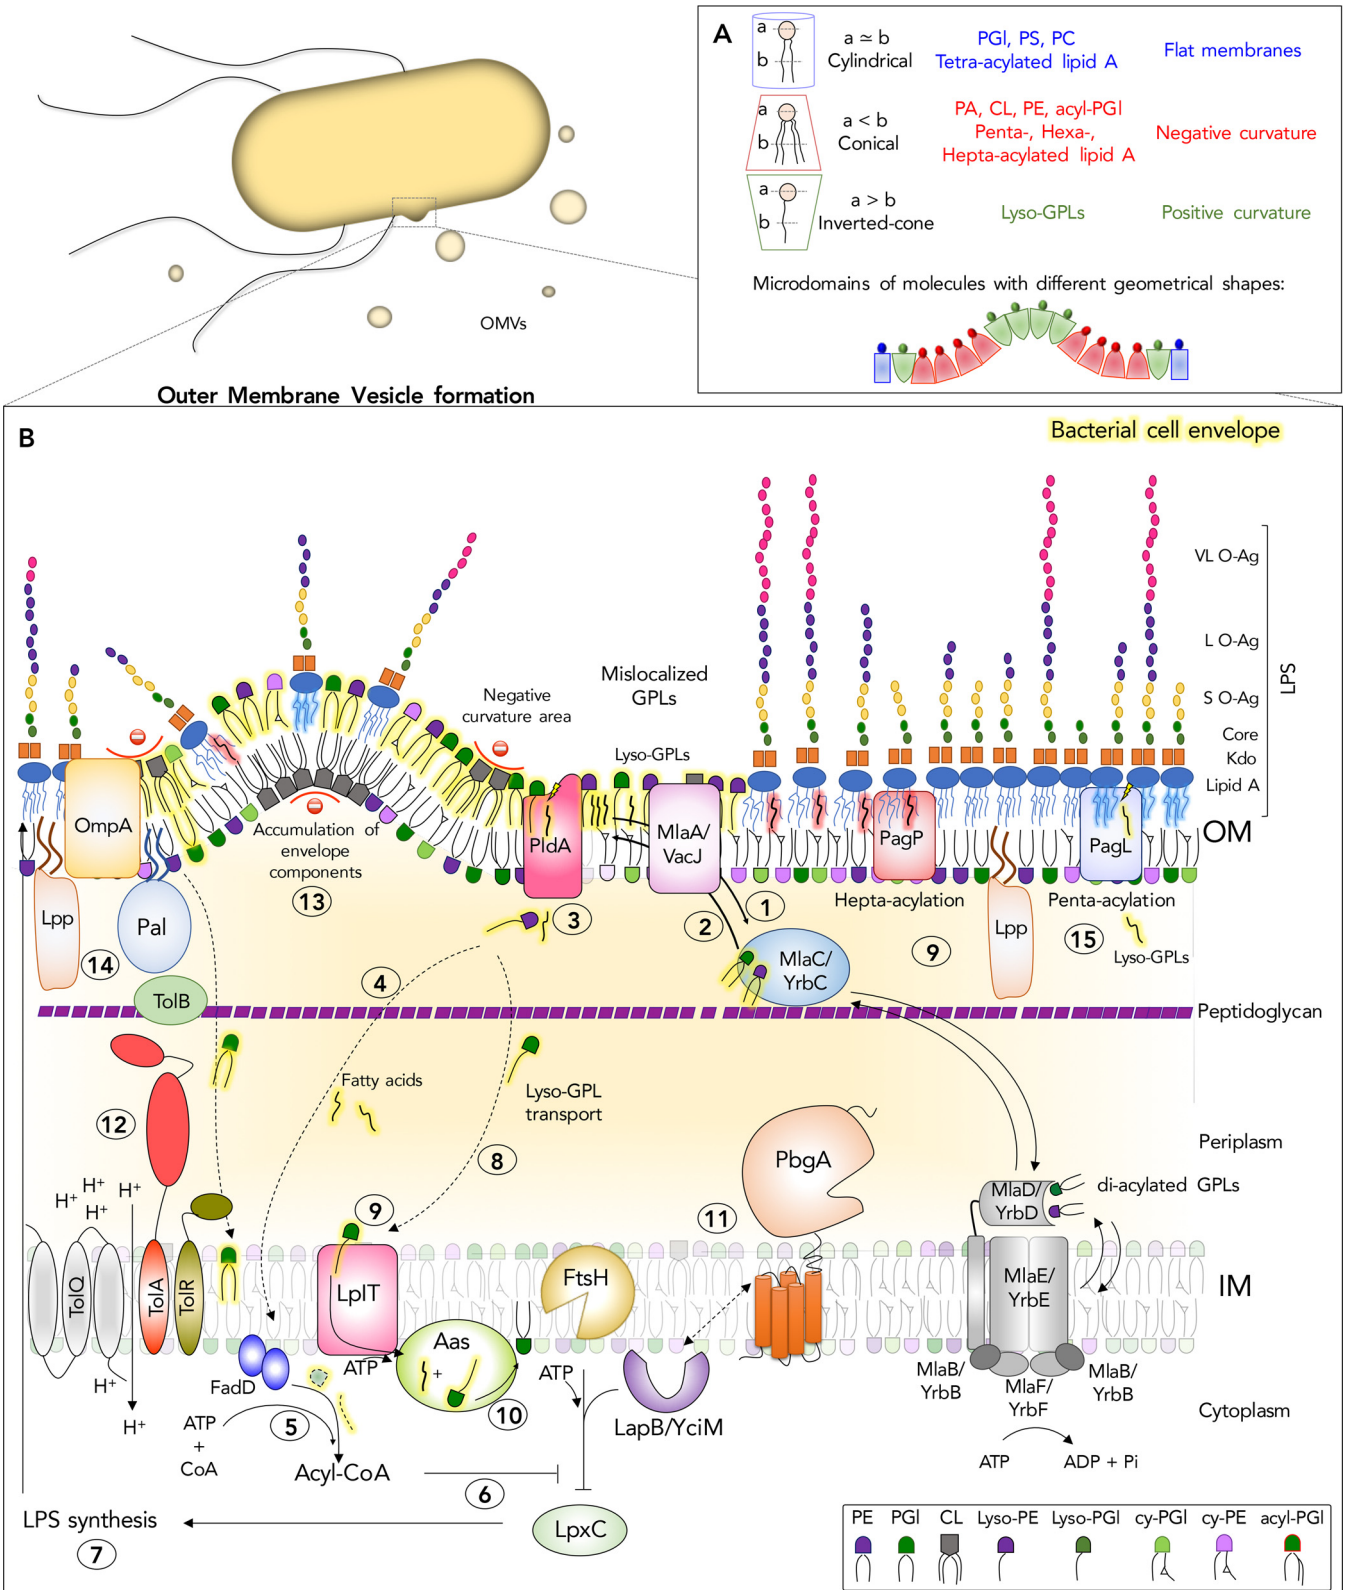 OMVs
Outer Membrane Vesicle formation
A
a
b
a ≃ b
Cylindrical
PGl, PS, PC
Tetra-acylated lipid A
Flat membranes
a
b
a < b
Conical
PA, CL, PE, acyl-PGl
Penta-, Hexa-,
Hepta-acylated lipid A
Negative curvature
a
b
a > b
Inverted-cone
Lyso-GPLs
Positive curvature
Microdomains of molecules with different geometrical shapes:
B
Bacterial cell envelope
VL O-Ag
L O-Ag
S O-Ag
Core
Kdo
Lipid A
LPS
OM
Mislocalized
GPLs
Negative
curvature area
Lyso-GPLs
OmpA
PldA
MlaA/
VacJ
PagP
PagL
Accumulation of
envelope
components
13
Lpp
Pal
14
TolB
3
2
1
Hepta-acylation
9
Lpp
Penta-acylation
15
Lyso-GPLs
MlaC/
YrbC
4
Peptidoglycan
Fatty acids
Lyso-GPL
transport
12
8
Periplasm
PbgA
11
H+
H+
H+
H+
9
MlaD/
YrbD
di-acylated GPLs
TolQ
TolA
TolR
LplT
FtsH
MlaE/
YrbE
IM
Aas
+
ATP
ATP
FadD
H+
H+
ATP
+
CoA
5
10
LapB/YciM
MlaB/
YrbB
MlaF/
YrbF
MlaB/
YrbB
Cytoplasm
Acyl-CoA
6
ATP
ADP + Pi
LPS synthesis
7
LpxC
PE
PGl
CL
Lyso-PE
Lyso-PGl
cy-PGl
cy-PE
acyl-PGl